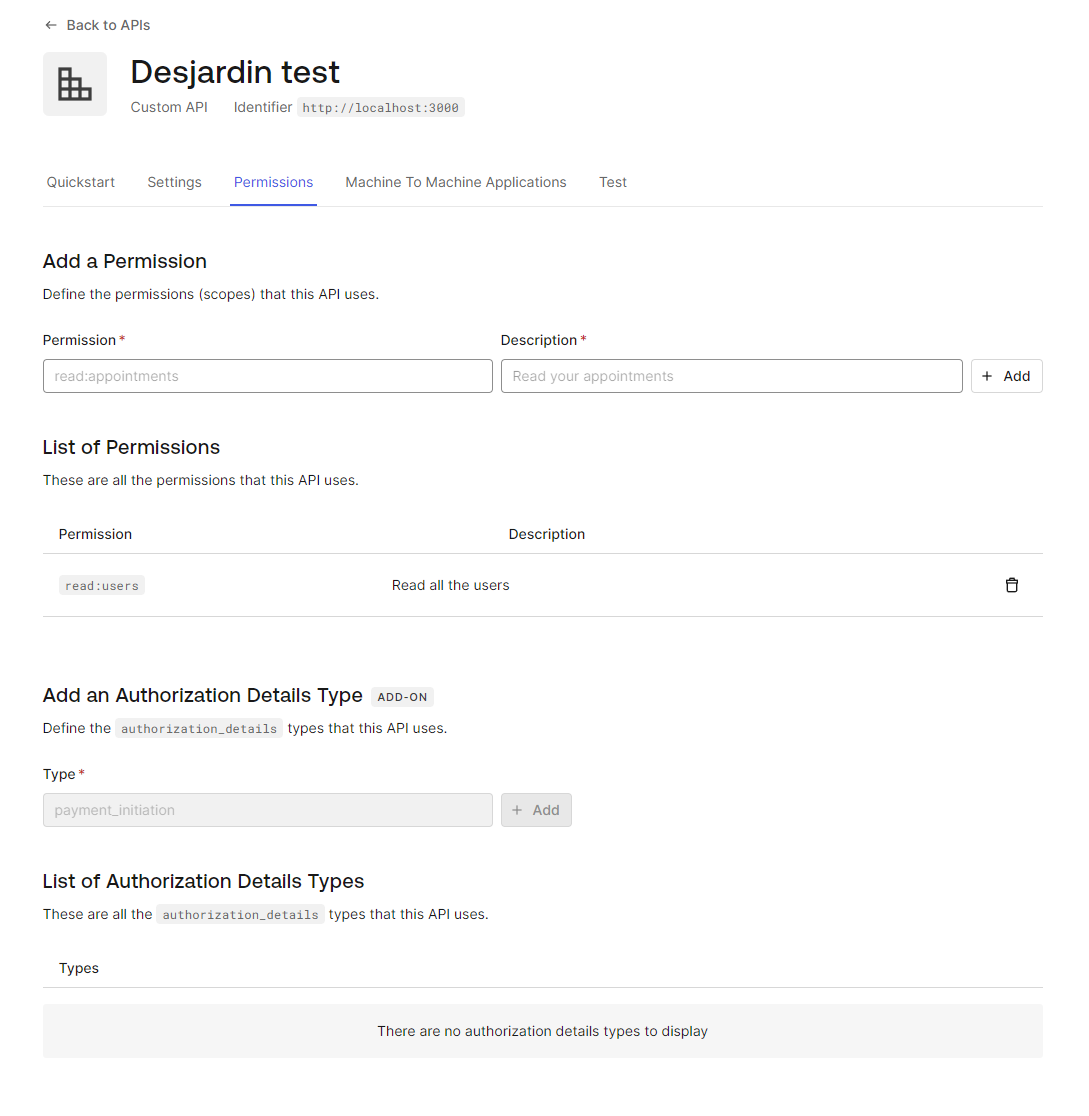 ← Back to APIs
Desjardin test
Custom API Identifier http://localhost:3000
Quickstart Settings Permissions Machine To Machine Applications Test
Add a Permission
Define the permissions (scopes) that this API uses.
Permission * Description *
read:appointments Read your appointments + Add
List of Permissions
These are all the permissions that this API uses.
Permission Description
read:users Read all the users
Add an Authorization Details Type ADD-ON
Define the authorization_details types that this API uses.
Type *
payment_initiation + Add
List of Authorization Details Types
These are all the authorization_details types that this API uses.
Types
There are no authorization details types to display